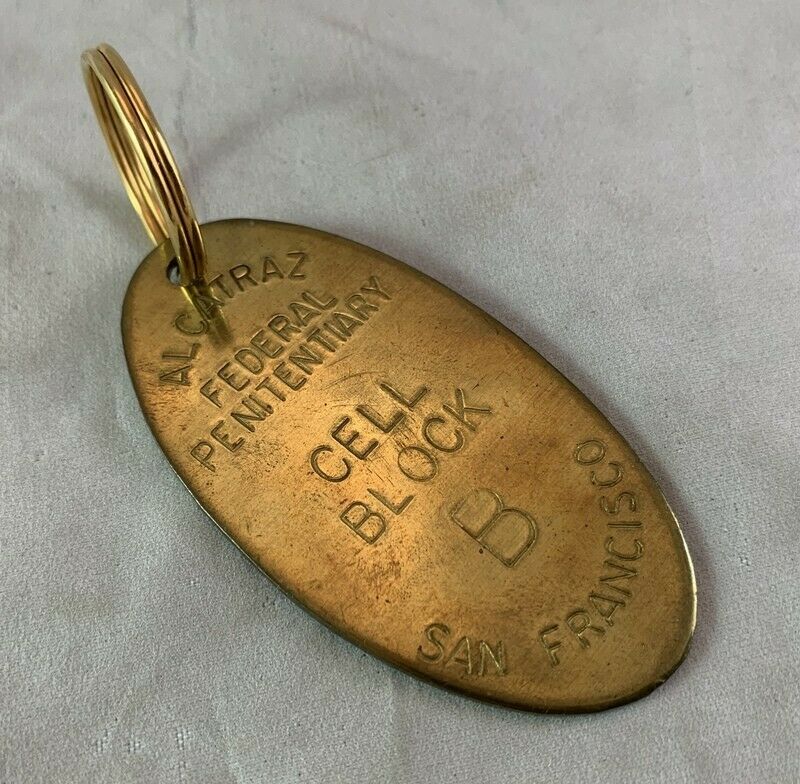 ALCATRAZ
FEDERAL
PENITENTIARY
CELL
BLOCK
B
SAN FRANCISCO